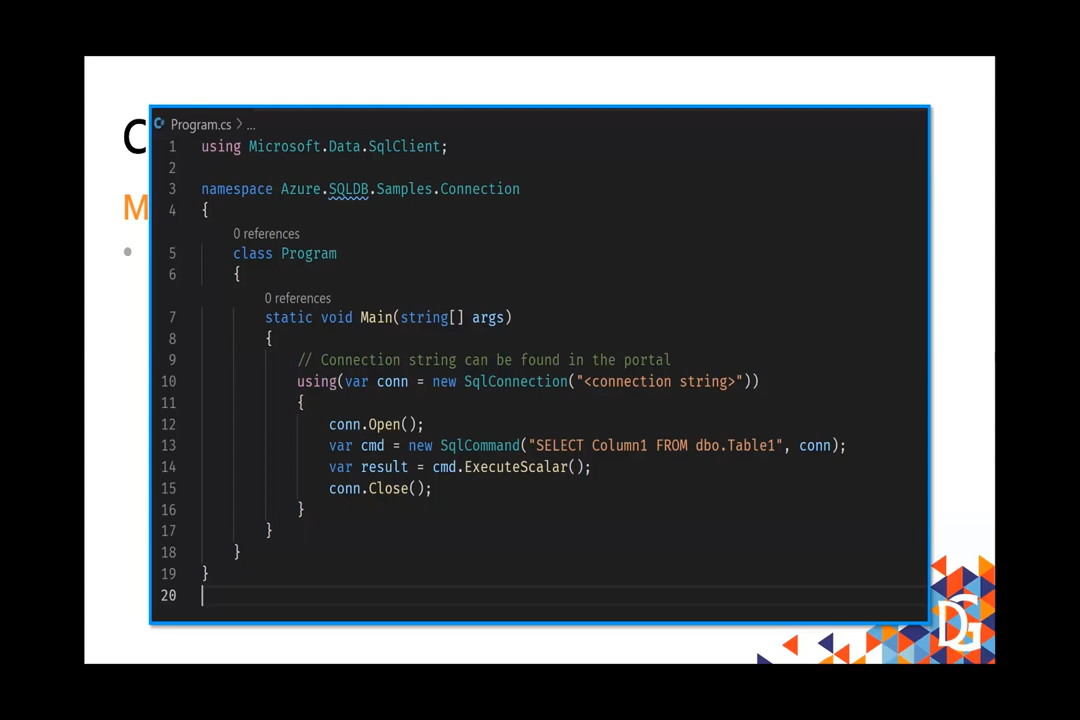 C
M
Program.cs > ...
1 using Microsoft.Data.SqlClient;
2
3 namespace Azure.SQLDB.Samples.Connection
4 {
0 references
5 class Program
6 {
0 references
7 static void Main(string[] args)
8 {
9 // Connection string can be found in the portal
10 using(var conn = new SqlConnection("<connection string>"))
11 {
12 conn.Open();
13 var cmd = new SqlCommand("SELECT Column1 FROM dbo.Table1", conn);
14 var result = cmd.ExecuteScalar();
15 conn.Close();
16 }
17 }
18 }
19 }
20
DG